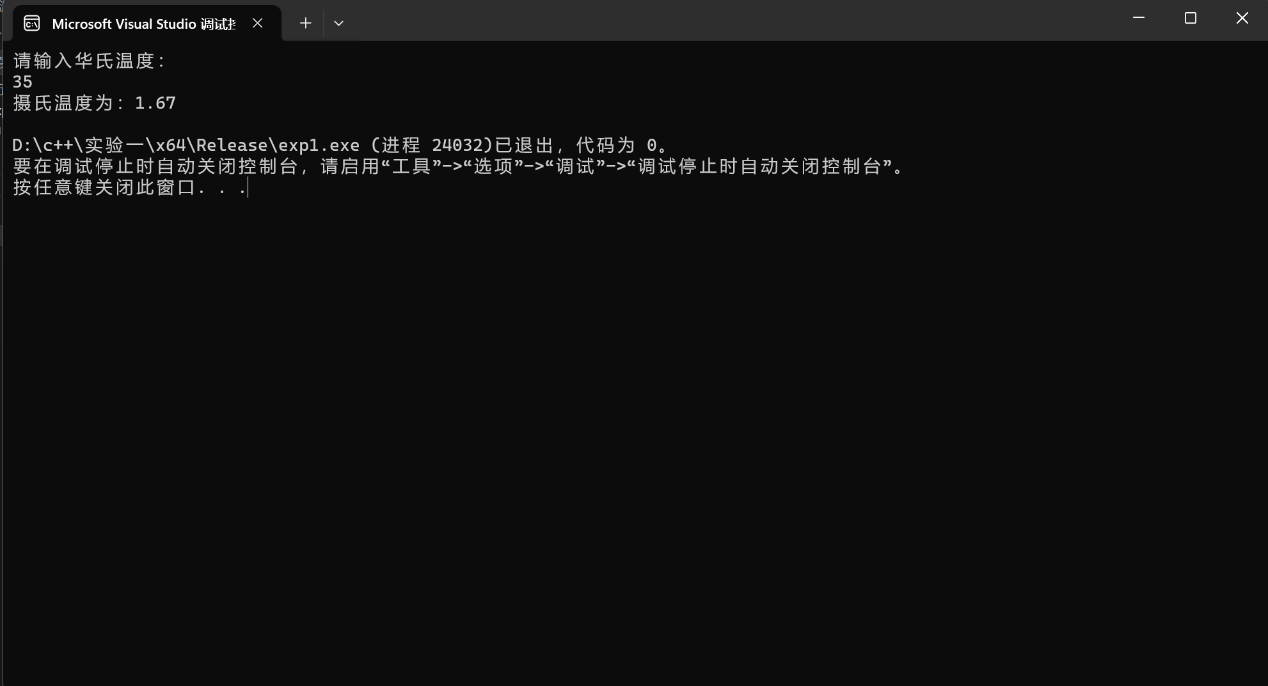 Microsoft Visual Studio 调试
请输入华氏温度：
35
摄氏温度为：1.67
D:\c++\实验一\x64\Release\exp1.exe (进程 24032)已退出，代码为 0。
要在调试停止时自动关闭控制台，请启用“工具”->“选项”->“调试”->“调试停止时自动关闭控制台”。
按任意键关闭此窗口. . .